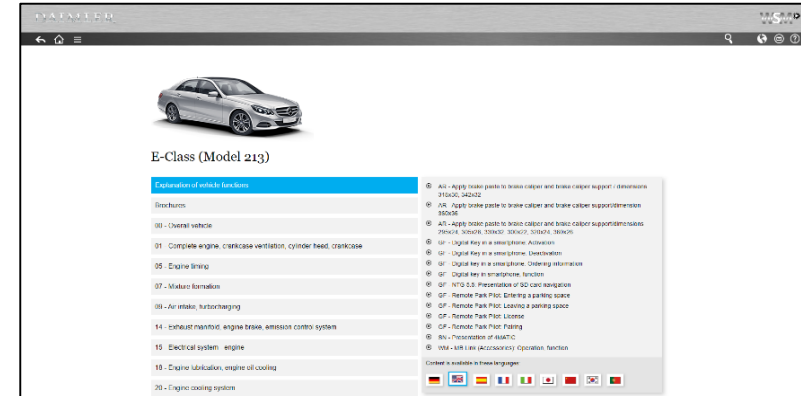 E-Class (Model 213)
Explanation of vehicle functions
Brochures
00 - Overall vehicle
01 - Complete engine, crankcase ventilation, cylinder head, crankcase
05 - Engine timing
07 - Mixture formation
09 - Air intake, turbocharging
14 - Exhaust manifold, engine brake, emission control system
15 - Electrical system - engine
18 - Engine lubrication, engine oil cooling
20 - Engine cooling system
AR - Apply brake paste to brake caliper and brake caliper support / dimensions
318x30, 342x32
AR - Apply brake paste to brake caliper and brake caliper support/dimension
360x36
AR - Apply brake paste to brake caliper and brake caliper support/dimensions
GF - Digital Key in a smartphone: Activation
GF - Digital Key in a smartphone: Deactivation
GF - Digital key in a smartphone: Ordering information
GF - Digital key in smartphone, function
GF - NTG 5.5: Presentation of SD card navigation
GF - Remote Park Pilot: Entering a parking space
GF - Remote Park Pilot: Leaving a parking space
GF - Remote Park Pilot: License
GF - Remote Park Pilot: Pairing
SN - Presentation of 4MATIC
WM - MB Link (Accessories): Operation, function
Content is available in these languages: